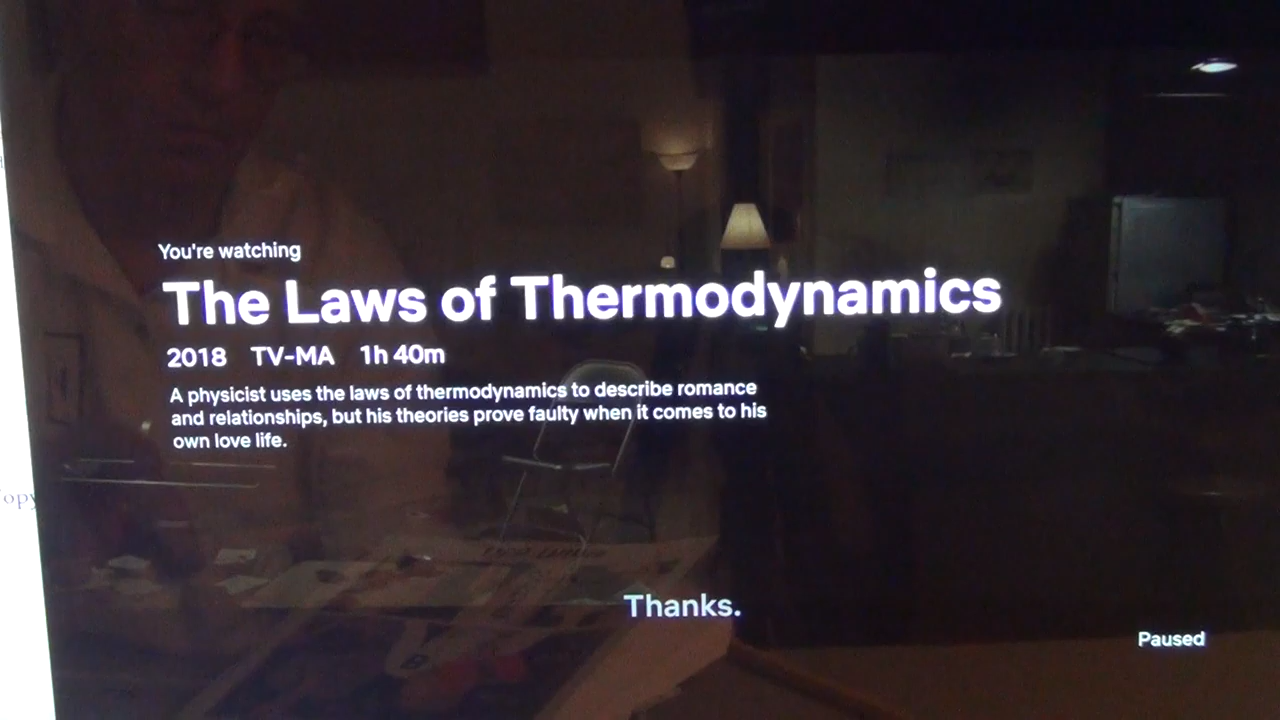 You're watching
The Laws of Thermodynamics
2018 TV-MA 1h 40m
A physicist uses the laws of thermodynamics to describe romance
and relationships, but his theories prove faulty when it comes to his
own love life.
Thanks.
Paused